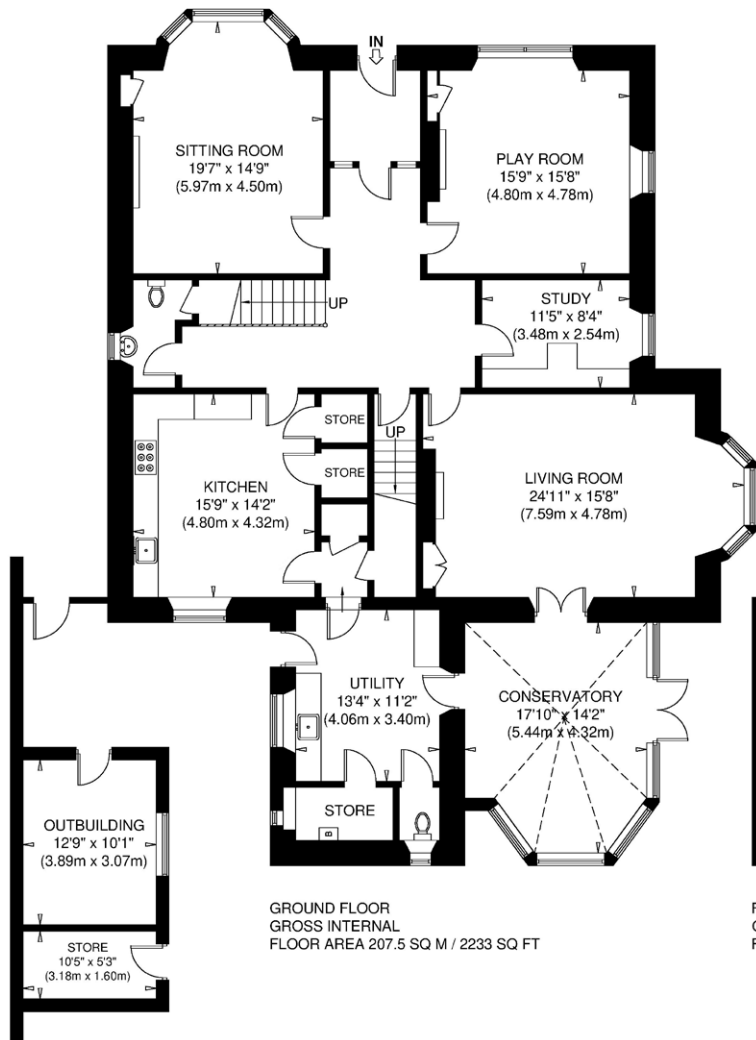 IN
SITTING ROOM
19'7" x 14'9"
(5.97m x 4.50m)
PLAY ROOM
15'9" x 15'8"
(4.80m x 4.78m)
UP
STUDY
11'5" x 8'4"
(3.48m x 2.54m)
STORE
STORE
UP
KITCHEN
15'9" x 14'2"
(4.80m x 4.32m)
LIVING ROOM
24'11" x 15'8"
(7.59m x 4.78m)
UTILITY
13'4" x 11'2"
(4.06m x 3.40m)
CONSERVATORY
17'10" x 14'2"
(5.44m x 4.32m)
STORE
B
OUTBUILDING
12'9" x 10'1"
(3.89m x 3.07m)
STORE
10'5" x 5'3"
(3.18m x 1.60m)
GROUND FLOOR
GROSS INTERNAL
FLOOR AREA 207.5 SQ M / 2233 SQ FT